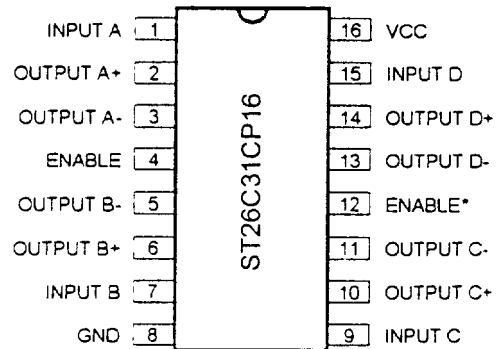 INPUT A 1 16 VCC
OUTPUT A+ 2 15 INPUT D
OUTPUT A- 3 14 OUTPUT D+
ENABLE 4 13 OUTPUT D-
OUTPUT B- 5 12 ENABLE*
OUTPUT B+ 6 11 OUTPUT C-
INPUT B 7 10 OUTPUT C+
GND 8 9 INPUT C
ST26C31CP16